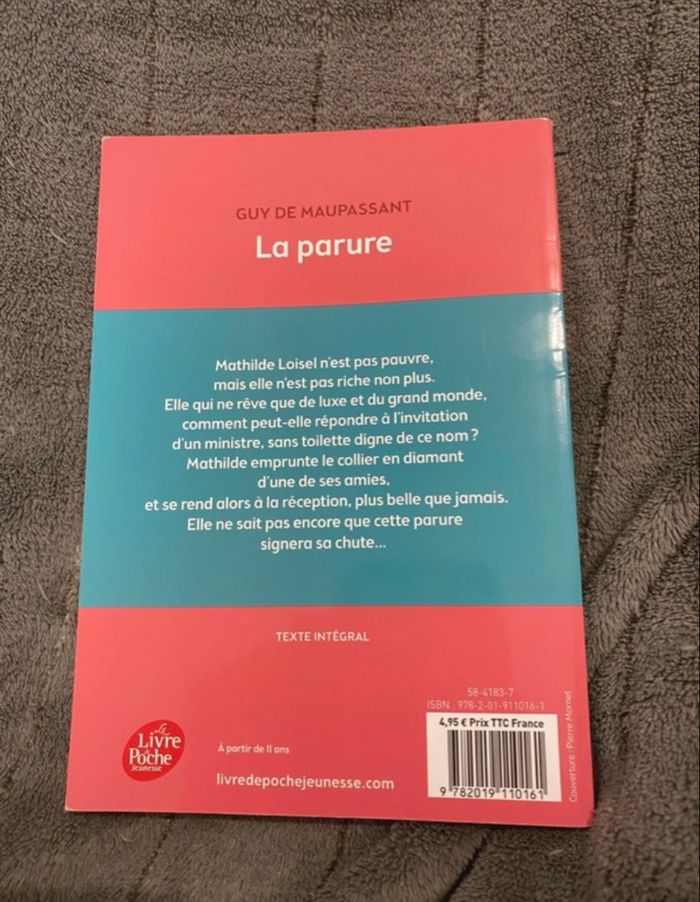 GUY DE MAUPASSANT
La parure
Mathilde Loisel n'est pas pauvre,
mais elle n'est pas riche non plus.
Elle qui ne rêve que de luxe et du grand monde,
comment peut-elle répondre à l'invitation
d'un ministre, sans toilette digne de ce nom ?
Mathilde emprunte le collier en diamant
d'une de ses amies,
et se rend alors à la réception, plus belle que jamais.
Elle ne sait pas encore que cette parure
signera sa chute...
TEXTE INTÉGRAL
58-4183-7
ISBN : 978-2-01-911016-1
4,95 € Prix TTC France
9 782019 110161
Couverture : Pierre Mornet
Le
Livre
de
Poche
Jeunesse
À partir de 11 ans
livredepochejeunesse.com